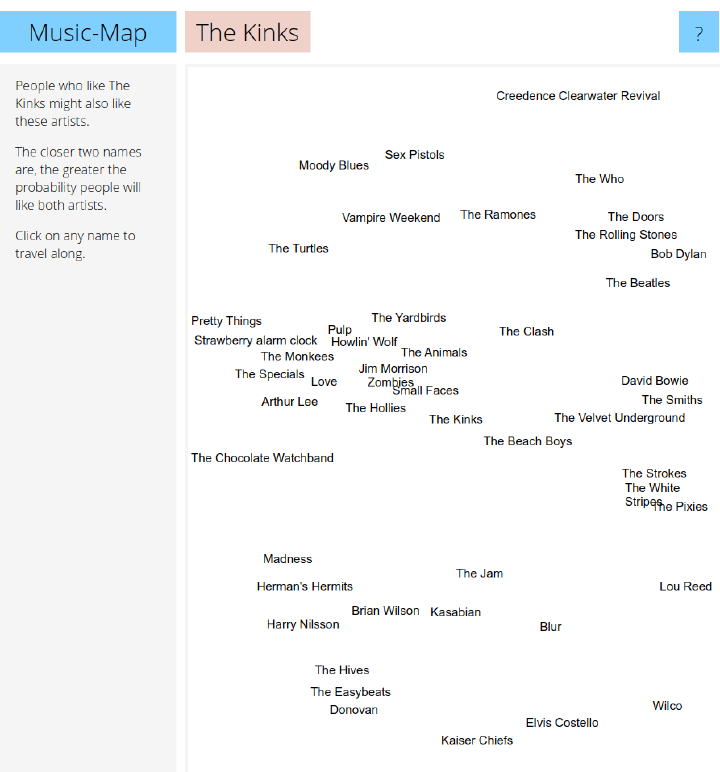 Music-Map
The Kinks
?
People who like The
Kinks might also like
these artists.
The closer two names
are, the greater the
probability people will
like both artists.
Click on any name to
travel along.
Creedence Clearwater Revival
Sex Pistols
Moody Blues
The Who
Vampire Weekend
The Ramones
The Doors
The Rolling Stones
The Turtles
Bob Dylan
The Beatles
The Yardbirds
Pretty Things
Pulp
The Clash
Strawberry alarm clock
Howlin' Wolf
The Animals
The Monkees
Jim Morrison
The Specials
Love
Zombies
David Bowie
Small Faces
The Smiths
Arthur Lee
The Hollies
The Kinks
The Velvet Underground
The Beach Boys
The Chocolate Watchband
The Strokes
The White
Stripes
The Pixies
Madness
The Jam
Herman's Hermits
Lou Reed
Brian Wilson
Kasabian
Harry Nilsson
Blur
The Hives
The Easybeats
Donovan
Wilco
Elvis Costello
Kaiser Chiefs